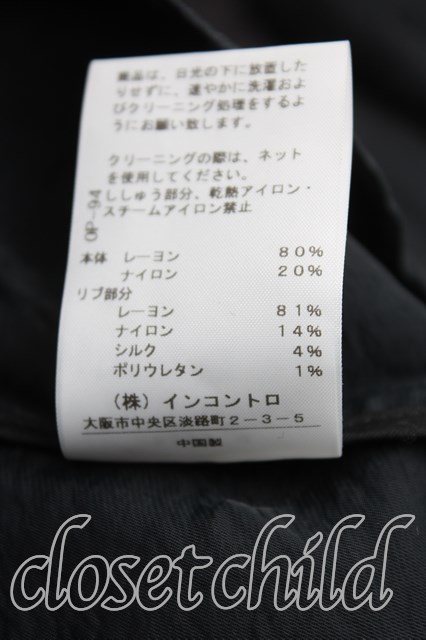 製品は、日光の下に放置した
りせずに、速やかに洗濯およ
びクリーニング処理をするよ
うにお願い致します。
クリーニングの際は、ネット
を使用してください。
ししゅう部分、乾熱アイロン・
スチームアイロン禁止
OP-94
本体 レーヨン 80%
ナイロン 20%
リブ部分
レーヨン 81%
ナイロン 14%
シルク 4%
ポリウレタン 1%
(株)インコントロ
大阪市中央区淡路町2-3-5
中国製
closet child